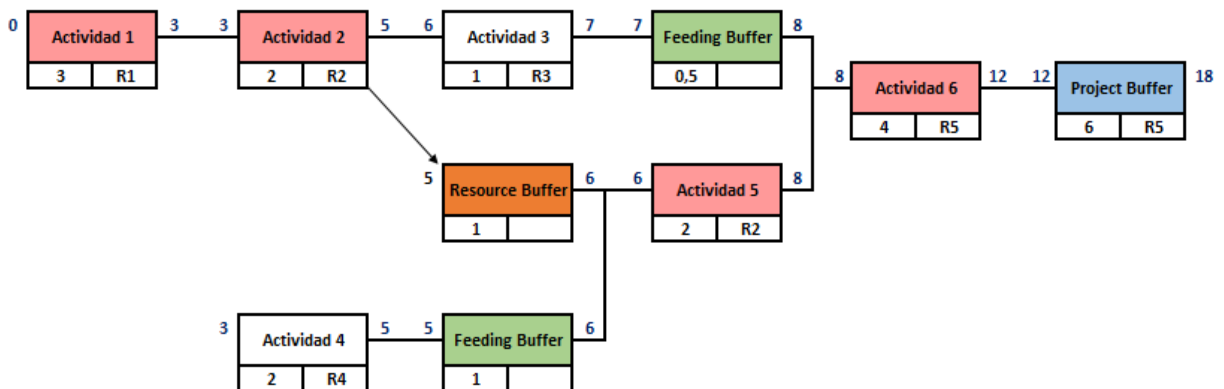 0 Actividad 1 3 3 Actividad 2 5 6 Actividad 3 7 7 Feeding Buffer 8
3 R1 2 R2 1 R3 0,5
8 Actividad 6 12 12 Project Buffer 18
4 R5 6 R5
5 Resource Buffer 6 6 Actividad 5 8
1 2 R2
3 Actividad 4 5 5 Feeding Buffer 6
2 R4 1